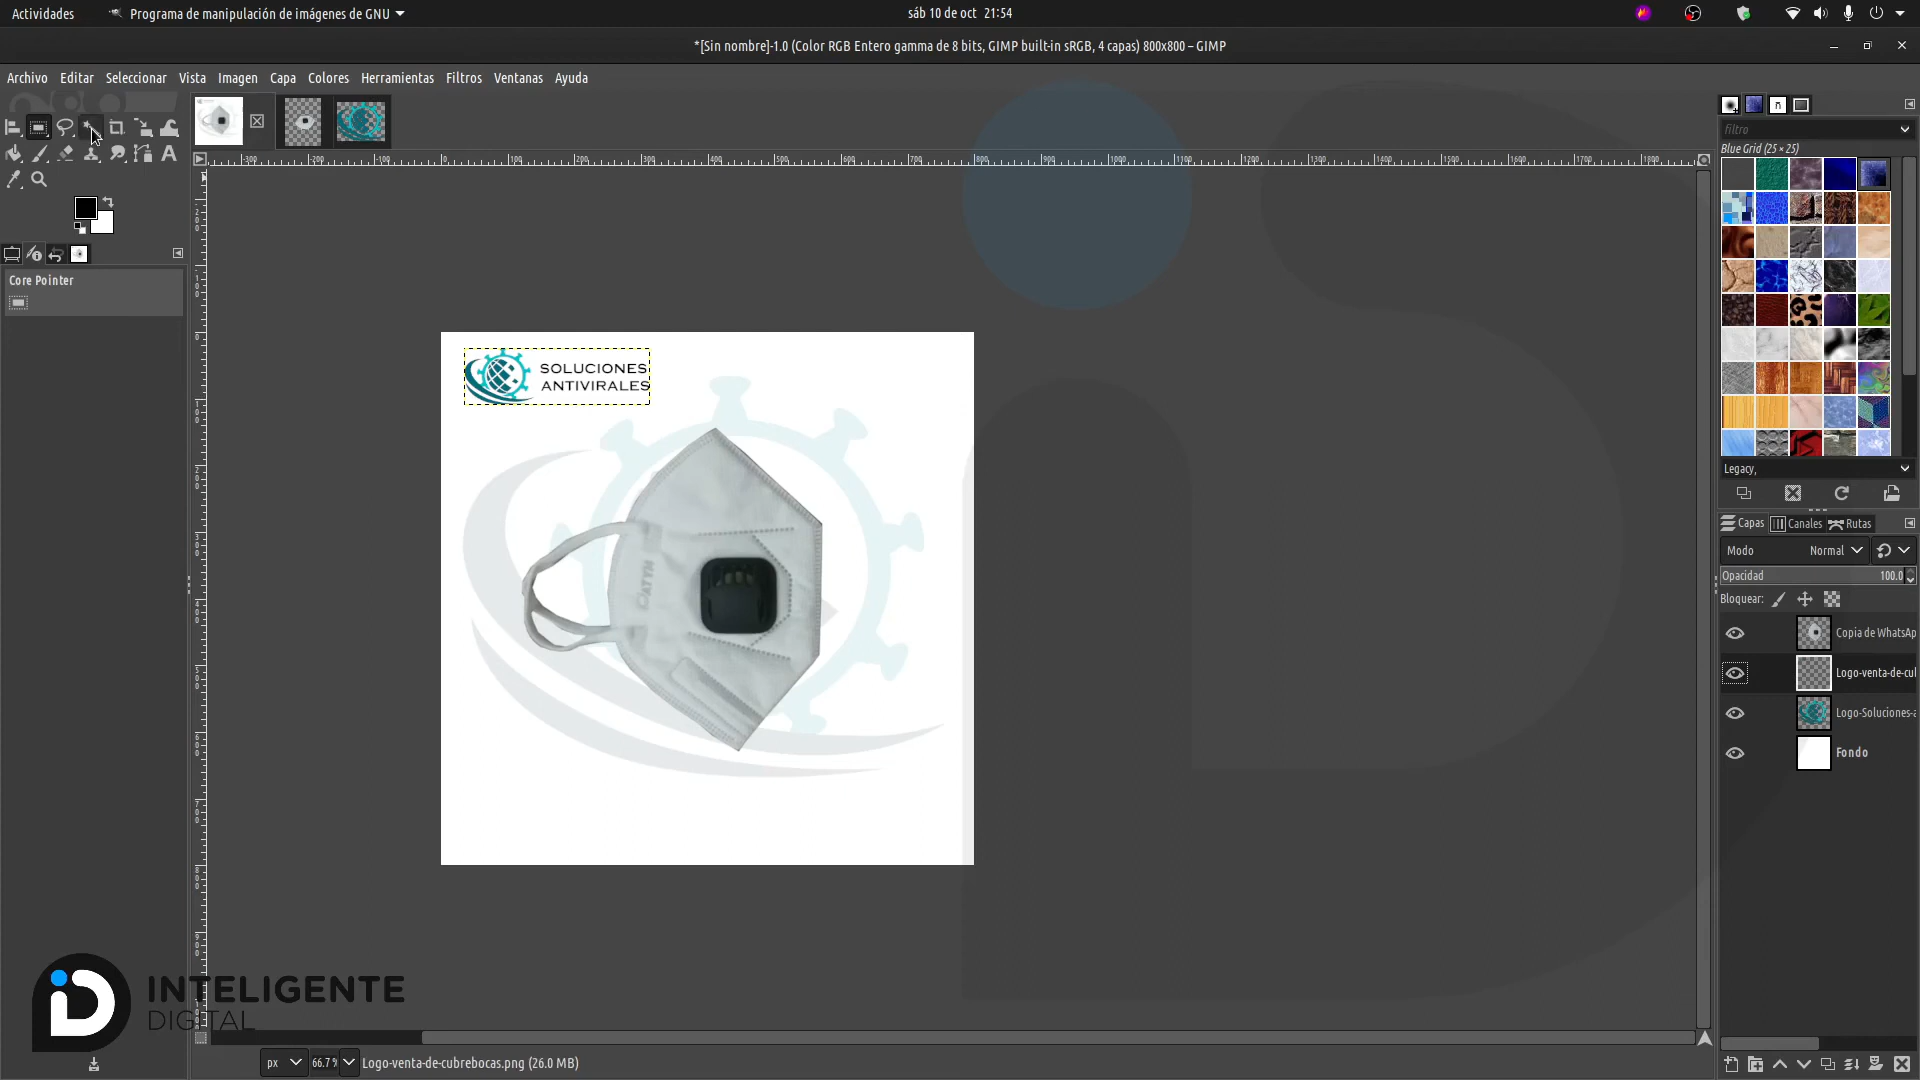 Actividades
Programa de manipulación de imágenes de GNU
sáb 10 de oct 21:54
*[Sin nombre]-1.0 (Color RGB Entero gamma de 8 bits, GIMP built-in sRGB, 4 capas) 800x800 – GIMP
Archivo Editar Seleccionar Vista Imagen Capa Colores Herramientas Filtros Ventanas Ayuda
Filtro
Blue Grid (25 × 25)
Core Pointer
SOLUCIONES
ANTIVIRALES
Legacy,
Capas Canales Rutas
Modo Normal
Opacidad 100.0
Bloquear:
Copia de WhatsAp
Logo-venta-de-cul
Logo-Soluciones-a
Fondo
INTELIGENTE
DIGITAL
px 66.7 % Logo-venta-de-cubrebocas.png (26.0 MB)